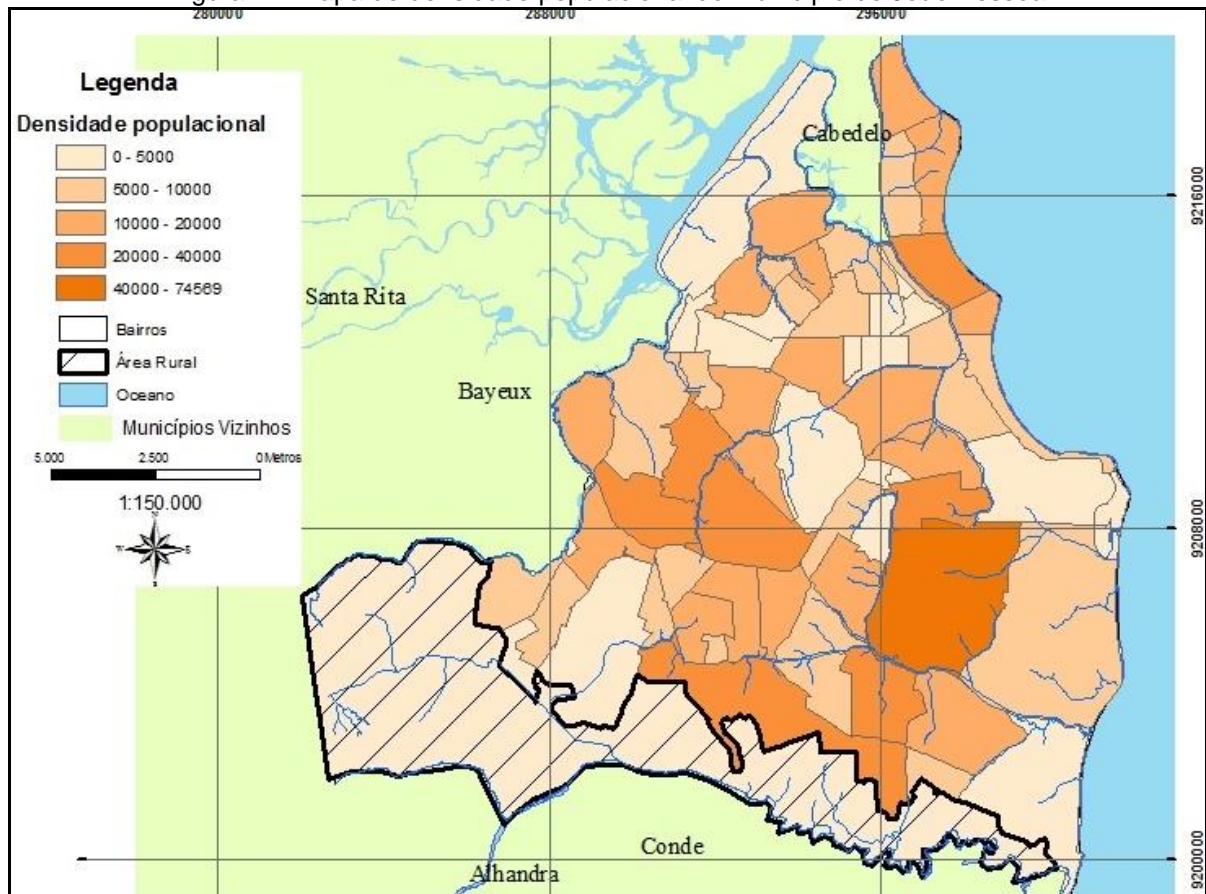 280000
288000
296000
Legenda
Densidade populacional
0 - 5000
5000 - 10000
10000 - 20000
20000 - 40000
40000 - 74569
Bairros
Área Rural
Oceano
Municípios Vizinhos
5.000 2.500 0 Metros
1:150.000
N
W E
S
Cabedelo
Santa Rita
Bayeux
Conde
Alhandra
9216000
9208000
9200000